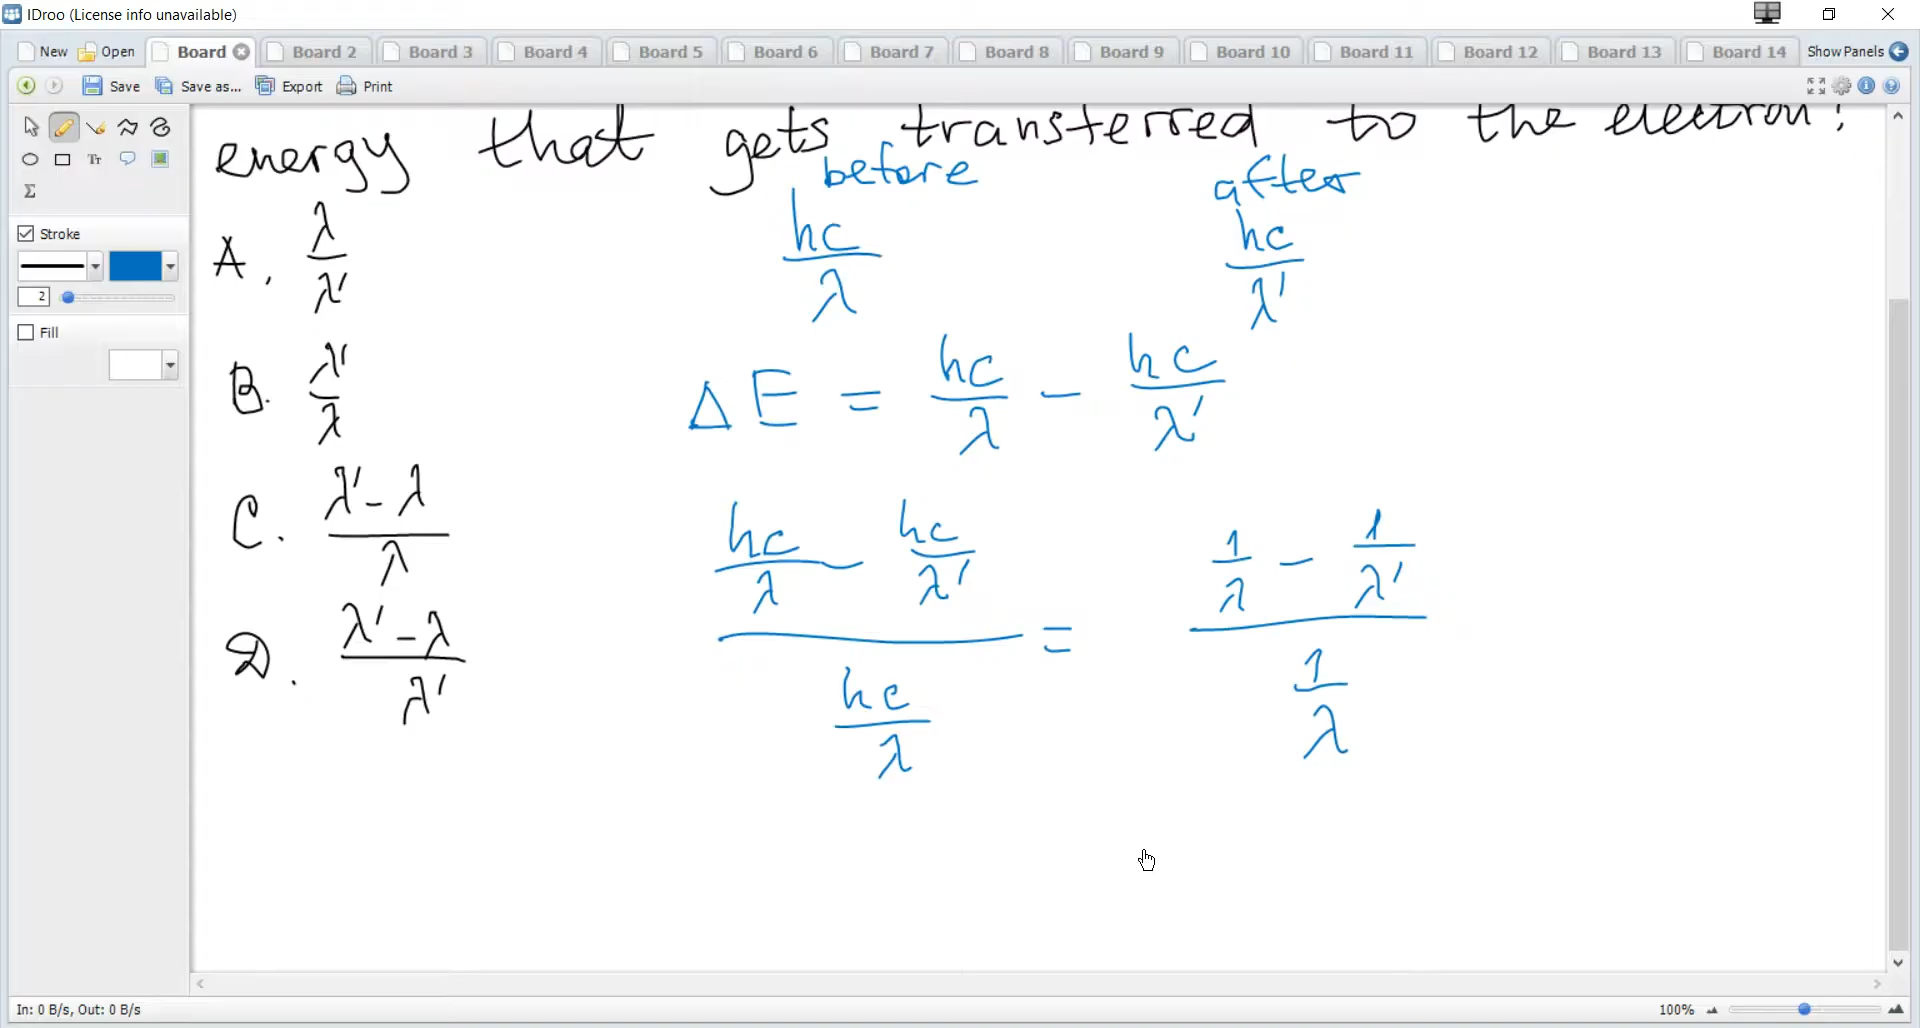 IDroo (License info unavailable)
New Open Board Board 2 Board 3 Board 4 Board 5 Board 6 Board 7 Board 8 Board 9 Board 10 Board 11 Board 12 Board 13 Board 14 Show Panels
Save Save as... Export Print
energy that gets transferred to the electron?
before after
hc/λ hc/λ'
A. λ/λ'
B. λ'/λ
ΔE = hc/λ - hc/λ'
C. (λ' - λ)/λ
D. (λ' - λ)/λ'
(hc/λ - hc/λ')/(hc/λ) = (1/λ - 1/λ')/(1/λ)
Tr
Σ
Stroke
2
Fill
In: 0 B/s, Out: 0 B/s 100%